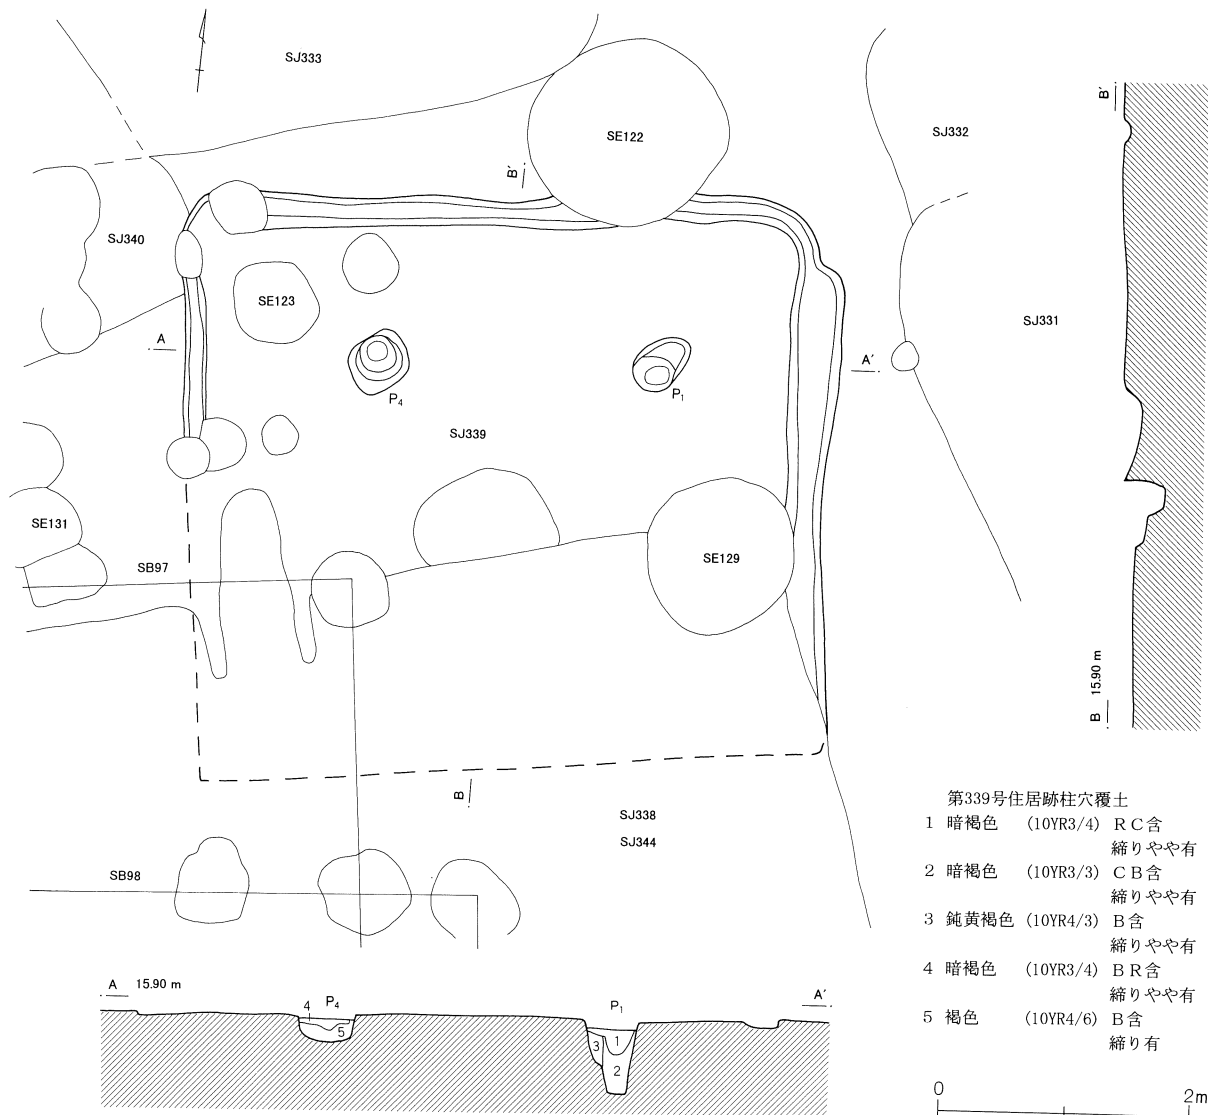 SJ333
SE122
SJ332
B′
B′
SJ340
SE123
SJ331
A
A′
P₄
P₁
SJ339
SE131
SB97
SE129
B 15.90 m
B
SJ338
SJ344
SB98
第339号住居跡柱穴覆土
1 暗褐色 (10YR3/4) RC含
締りやや有
2 暗褐色 (10YR3/3) CB含
締りやや有
3 鈍黄褐色 (10YR4/3) B含
締りやや有
4 暗褐色 (10YR3/4) BR含
締りやや有
5 褐色 (10YR4/6) B含
締り有
A 15.90 m
P₄
P₁
A′
4
5
3
1
2
0 2m